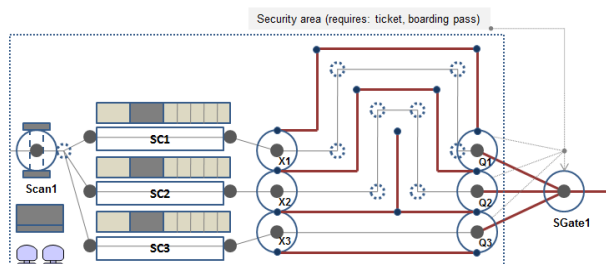 Security area (requires: ticket, boarding pass)
SC1
X1
Q1
Scan1
SC2
X2
Q2
SGate1
SC3
X3
Q3